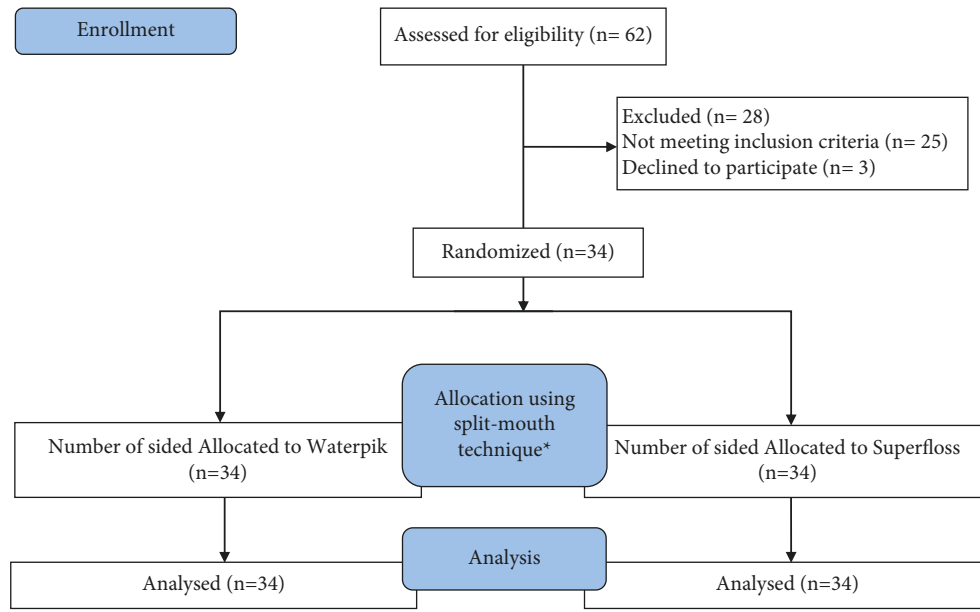 Enrollment
Assessed for eligibility (n= 62)
Excluded (n= 28)
Not meeting inclusion criteria (n= 25)
Declined to participate (n= 3)
Randomized (n=34)
Allocation using
split-mouth
technique*
Number of sided Allocated to Waterpik
(n=34)
Number of sided Allocated to Superfloss
(n=34)
Analysis
Analysed (n=34)
Analysed (n=34)